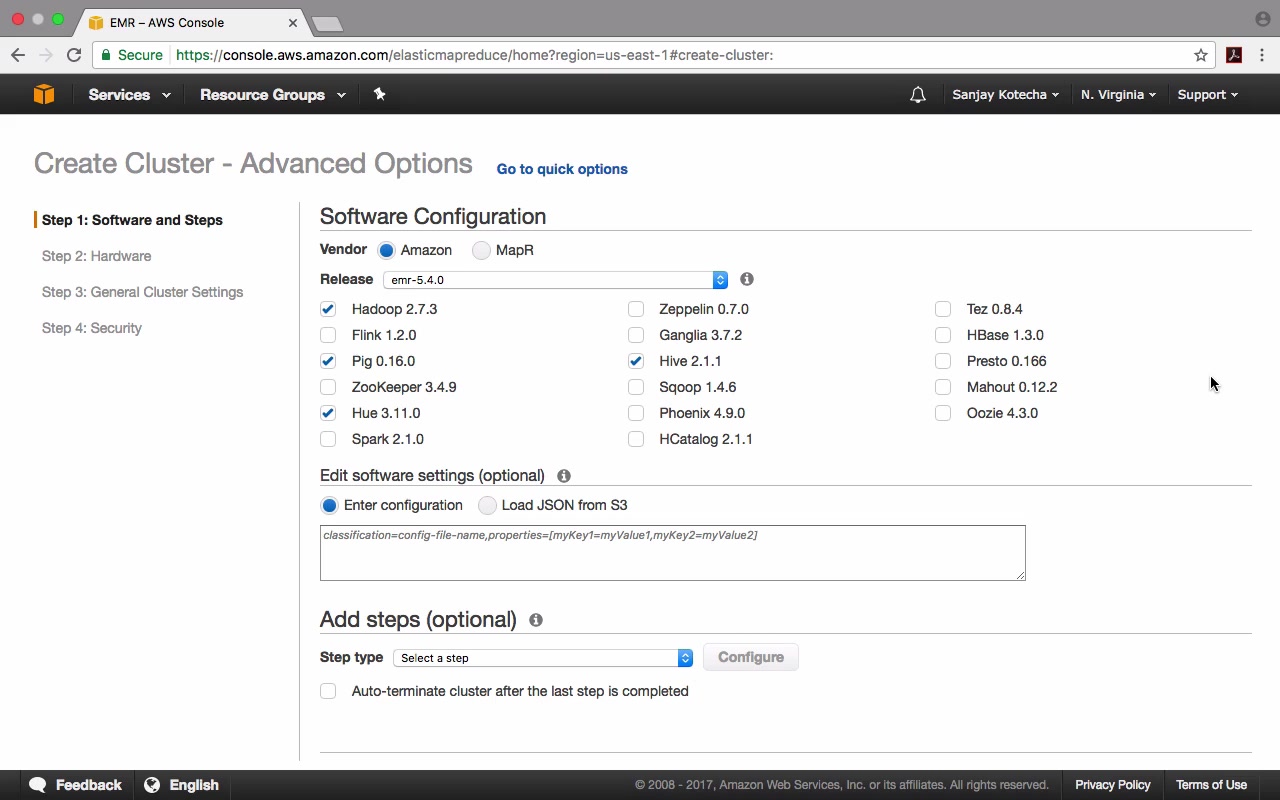 EMR – AWS Console
Secure https://console.aws.amazon.com/elasticmapreduce/home?region=us-east-1#create-cluster:
Services Resource Groups Sanjay Kotecha N. Virginia Support
Create Cluster - Advanced Options Go to quick options
Step 1: Software and Steps
Step 2: Hardware
Step 3: General Cluster Settings
Step 4: Security
Software Configuration
Vendor Amazon MapR
Release emr-5.4.0
Hadoop 2.7.3 Zeppelin 0.7.0 Tez 0.8.4
Flink 1.2.0 Ganglia 3.7.2 HBase 1.3.0
Pig 0.16.0 Hive 2.1.1 Presto 0.166
ZooKeeper 3.4.9 Sqoop 1.4.6 Mahout 0.12.2
Hue 3.11.0 Phoenix 4.9.0 Oozie 4.3.0
Spark 2.1.0 HCatalog 2.1.1
Edit software settings (optional)
Enter configuration Load JSON from S3
classification=config-file-name,properties=[myKey1=myValue1,myKey2=myValue2]
Add steps (optional)
Step type Select a step Configure
Auto-terminate cluster after the last step is completed
Feedback English © 2008 - 2017, Amazon Web Services, Inc. or its affiliates. All rights reserved. Privacy Policy Terms of Use